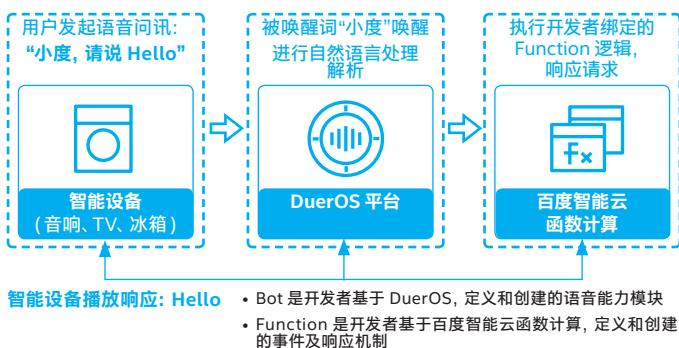 用户发起语音问讯:
“小度, 请说 Hello”
智能设备
(音响、TV、冰箱)
被唤醒词“小度”唤醒
进行自然语言处理
解析
DuerOS 平台
执行开发者绑定的
Function 逻辑,
响应请求
fx
百度智能云
函数计算
智能设备播放响应: Hello
• Bot 是开发者基于 DuerOS, 定义和创建的语音能力模块
• Function 是开发者基于百度智能云函数计算, 定义和创建
的事件及响应机制